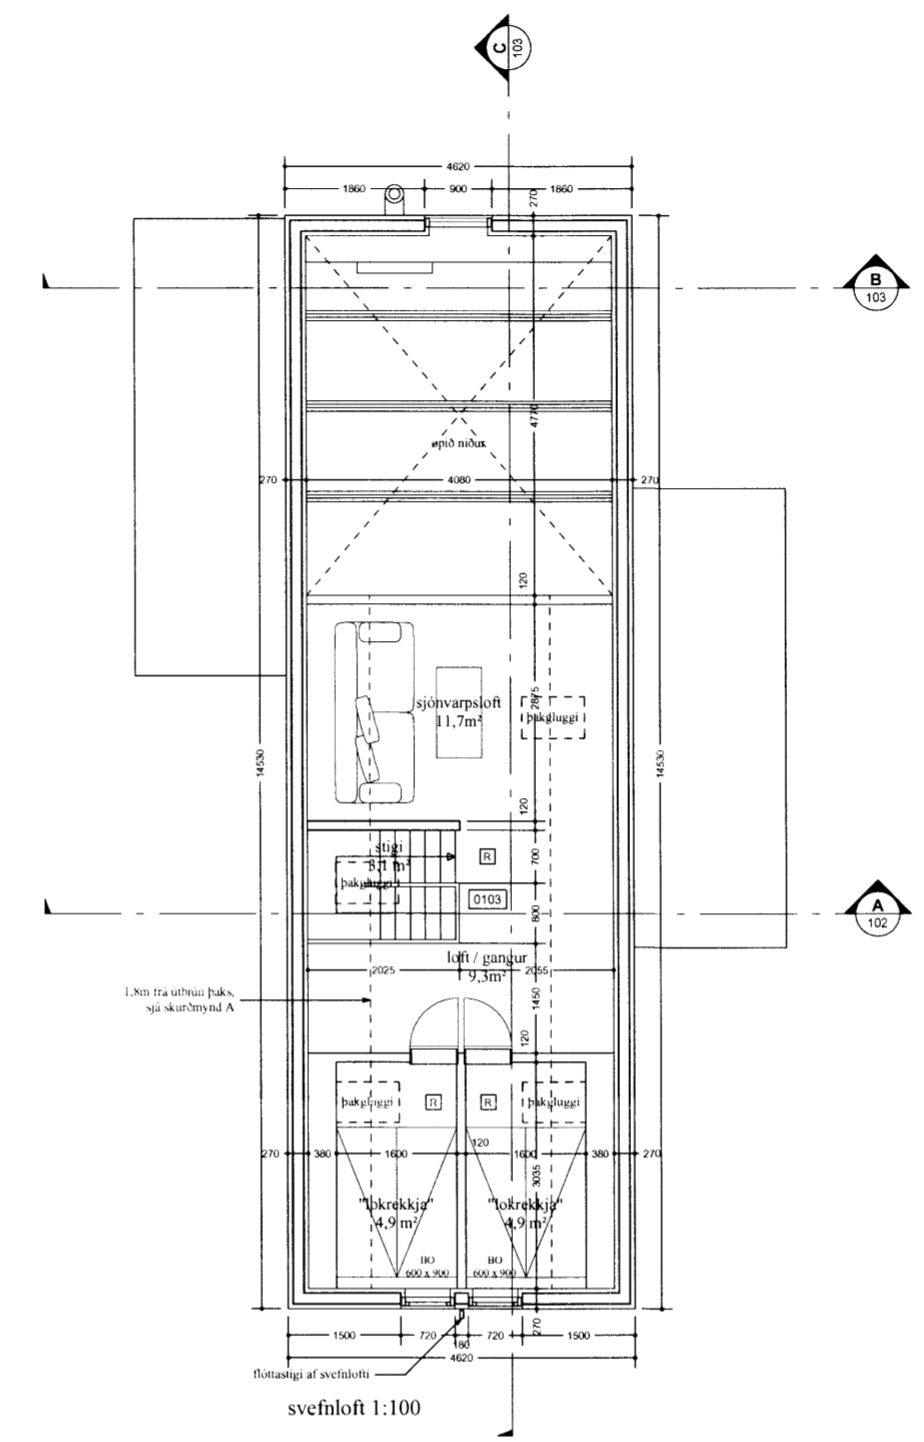 C
103
4620
1860 900 1860
270
B
103
4770
opið niður
270 4080 270
120
sjónvarpsloft
11,7m²
2875
þakgluggi
14530
14530
120
stigi
3,1 m²
R
700
þakgluggi
0103
800
A
102
loft / gangur
9,3m²
2025 2055
1,8m frá útbrún þaks,
sjá skurðmynd A
1450
120
þakgluggi R R þakgluggi
120
270 380 1600 1600 380 270
3035
"lokrekkja" "lokrekkja"
4,9 m² 4,9 m²
BO BO
600 x 900 600 x 900
270
1500 720 720 1500
180
4620
flóttastigi af svefnlofti
svefnloft 1:100